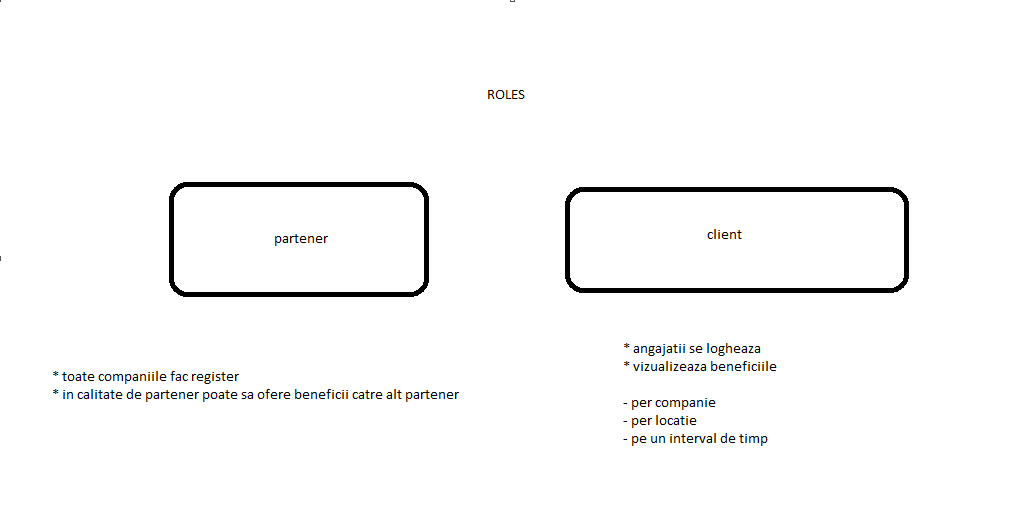 ROLES
partener
client
* toate companiile fac register
* in calitate de partener poate sa ofere beneficii catre alt partener
* angajatii se logheaza
* vizualizeaza beneficiile
- per companie
- per locatie
- pe un interval de timp